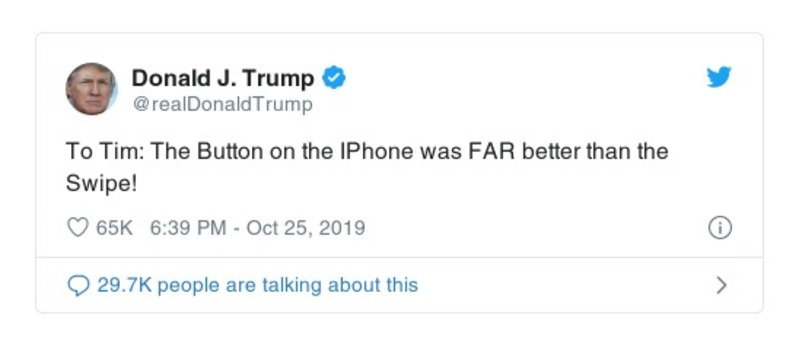 Donald J. Trump
@realDonaldTrump
To Tim: The Button on the IPhone was FAR better than the
Swipe!
65K 6:39 PM - Oct 25, 2019
29.7K people are talking about this